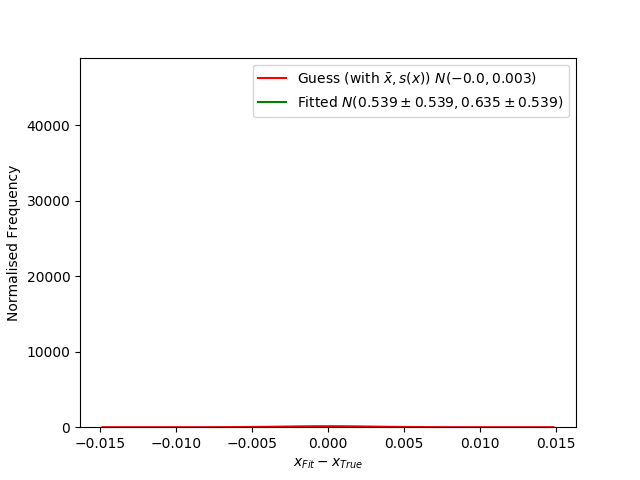 Guess (with x̄, s(x)) N(−0.0, 0.003)
Fitted N(0.539 ± 0.539, 0.635 ± 0.539)
Normalised Frequency
40000
30000
20000
10000
0
−0.015 −0.010 −0.005 0.000 0.005 0.010 0.015
x_Fit − x_True